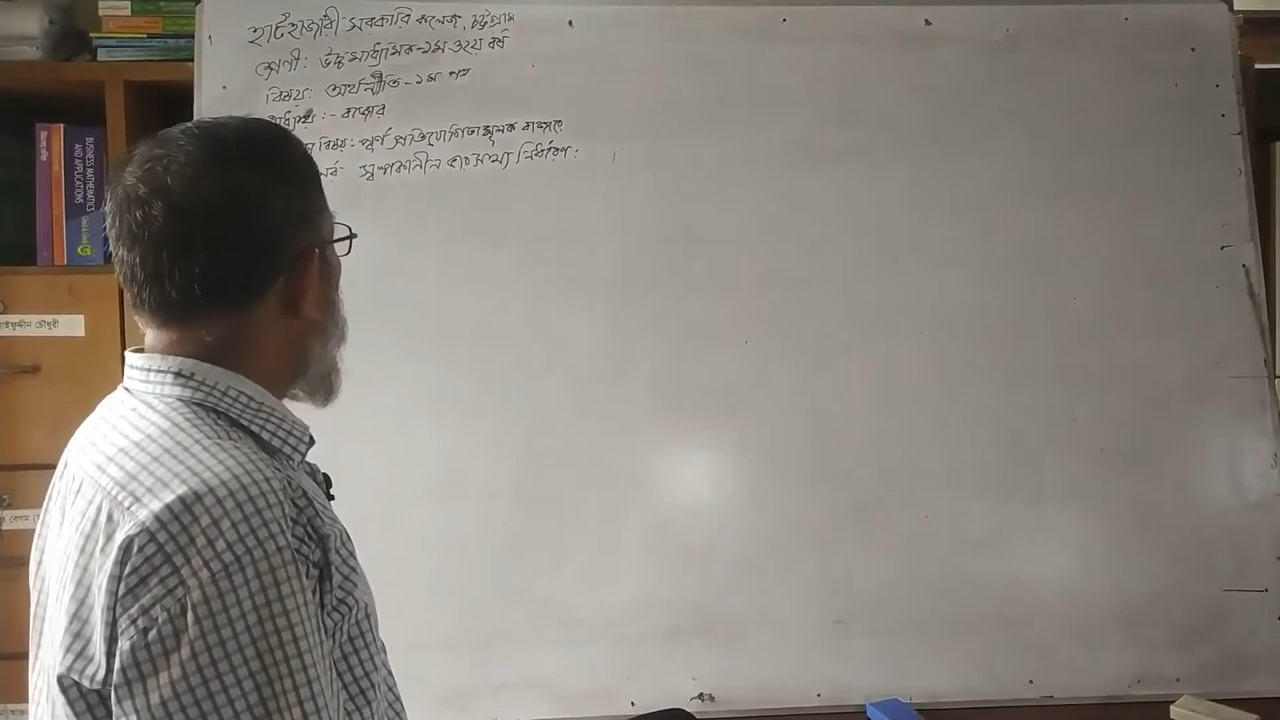 হাটহাজারী সরকারি কলেজ, চট্টগ্রাম
শ্রেণী: উচ্চমাধ্যমিক-১ম ও ২য় বর্ষ
বিষয়: অর্থনীতি-১ম পত্র
অধ্যায় :- বাজার
বিষয়: পূর্ণ প্রতিযোগিতামূলক বাজারে
স্বল্পকালীন ভারসাম্য নির্ধারণ:
BUSINESS MATHEMATICS
AND APPLICATIONS
চৌধুরী
বেগম